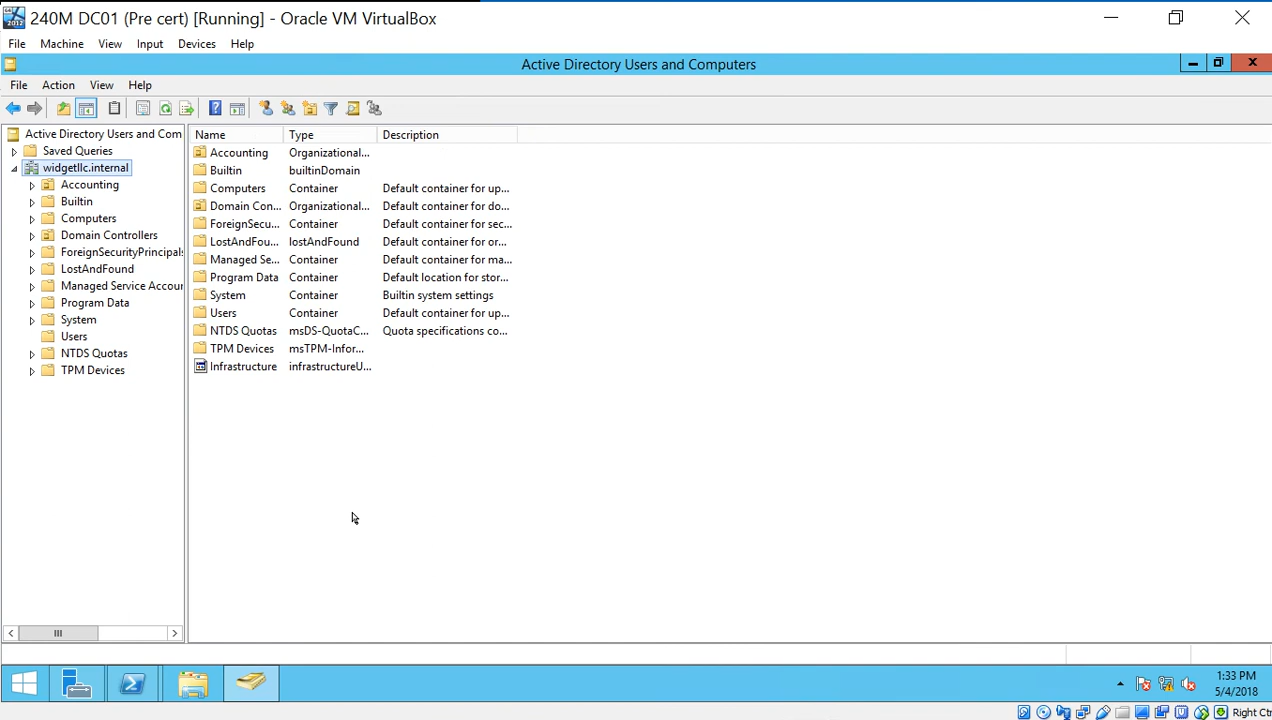 240M DC01 (Pre cert) [Running] - Oracle VM VirtualBox
File Machine View Input Devices Help
Active Directory Users and Computers
File Action View Help
Active Directory Users and Com
Saved Queries
widgetllc.internal
Accounting
Builtin
Computers
Domain Controllers
ForeignSecurityPrincipals
LostAndFound
Managed Service Accour
Program Data
System
Users
NTDS Quotas
TPM Devices
Name Type Description
Accounting Organizational...
Builtin builtinDomain
Computers Container Default container for up...
Domain Con... Organizational... Default container for do...
ForeignSecu... Container Default container for sec...
LostAndFou... lostAndFound Default container for or...
Managed Se... Container Default container for ma...
Program Data Container Default location for stor...
System Container Builtin system settings
Users Container Default container for up...
NTDS Quotas msDS-QuotaC... Quota specifications co...
TPM Devices msTPM-Infor...
Infrastructure infrastructureU...
1:33 PM
5/4/2018
Right Ctr